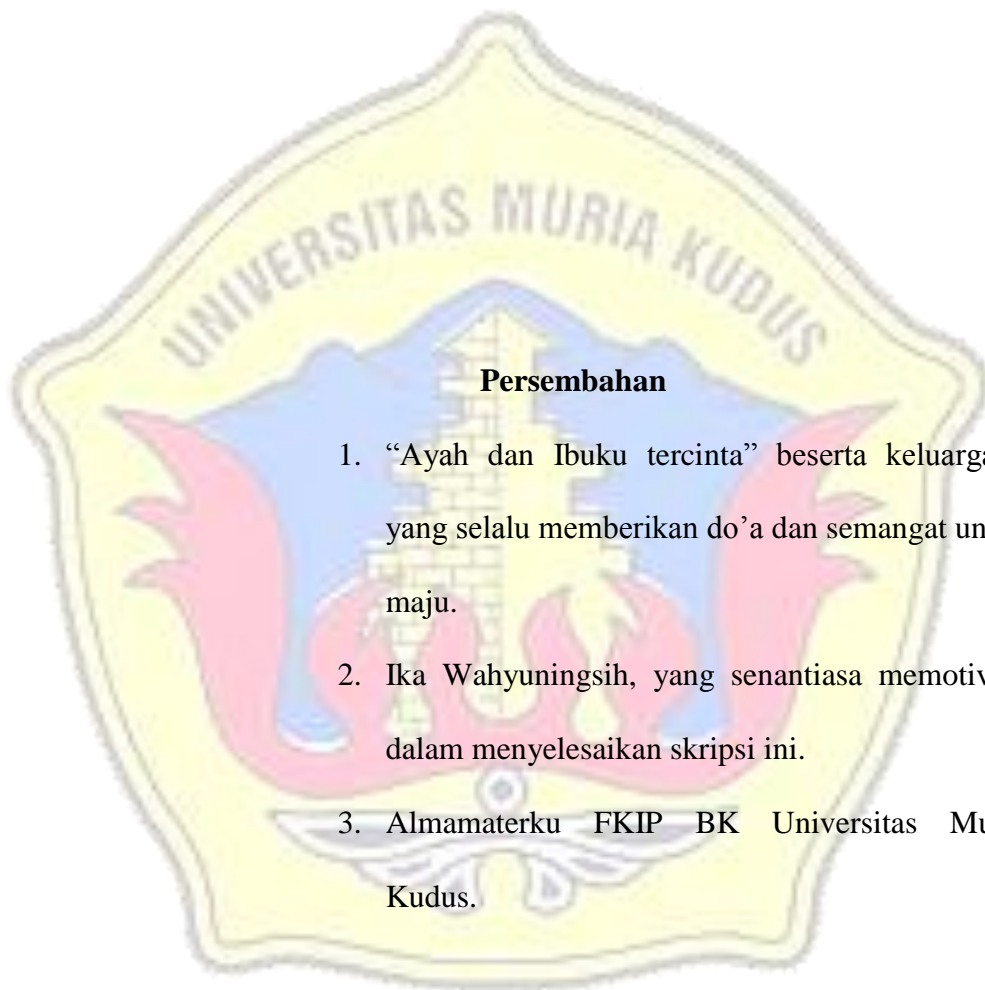 UNIVERSITAS MURIA KUDUS
Persembahan
1. “Ayah dan Ibuku tercinta” beserta keluarga
yang selalu memberikan do’a dan semangat un
maju.
2. Ika Wahyuningsih, yang senantiasa memotiv
dalam menyelesaikan skripsi ini.
3. Almamaterku FKIP BK Universitas Mu
Kudus.